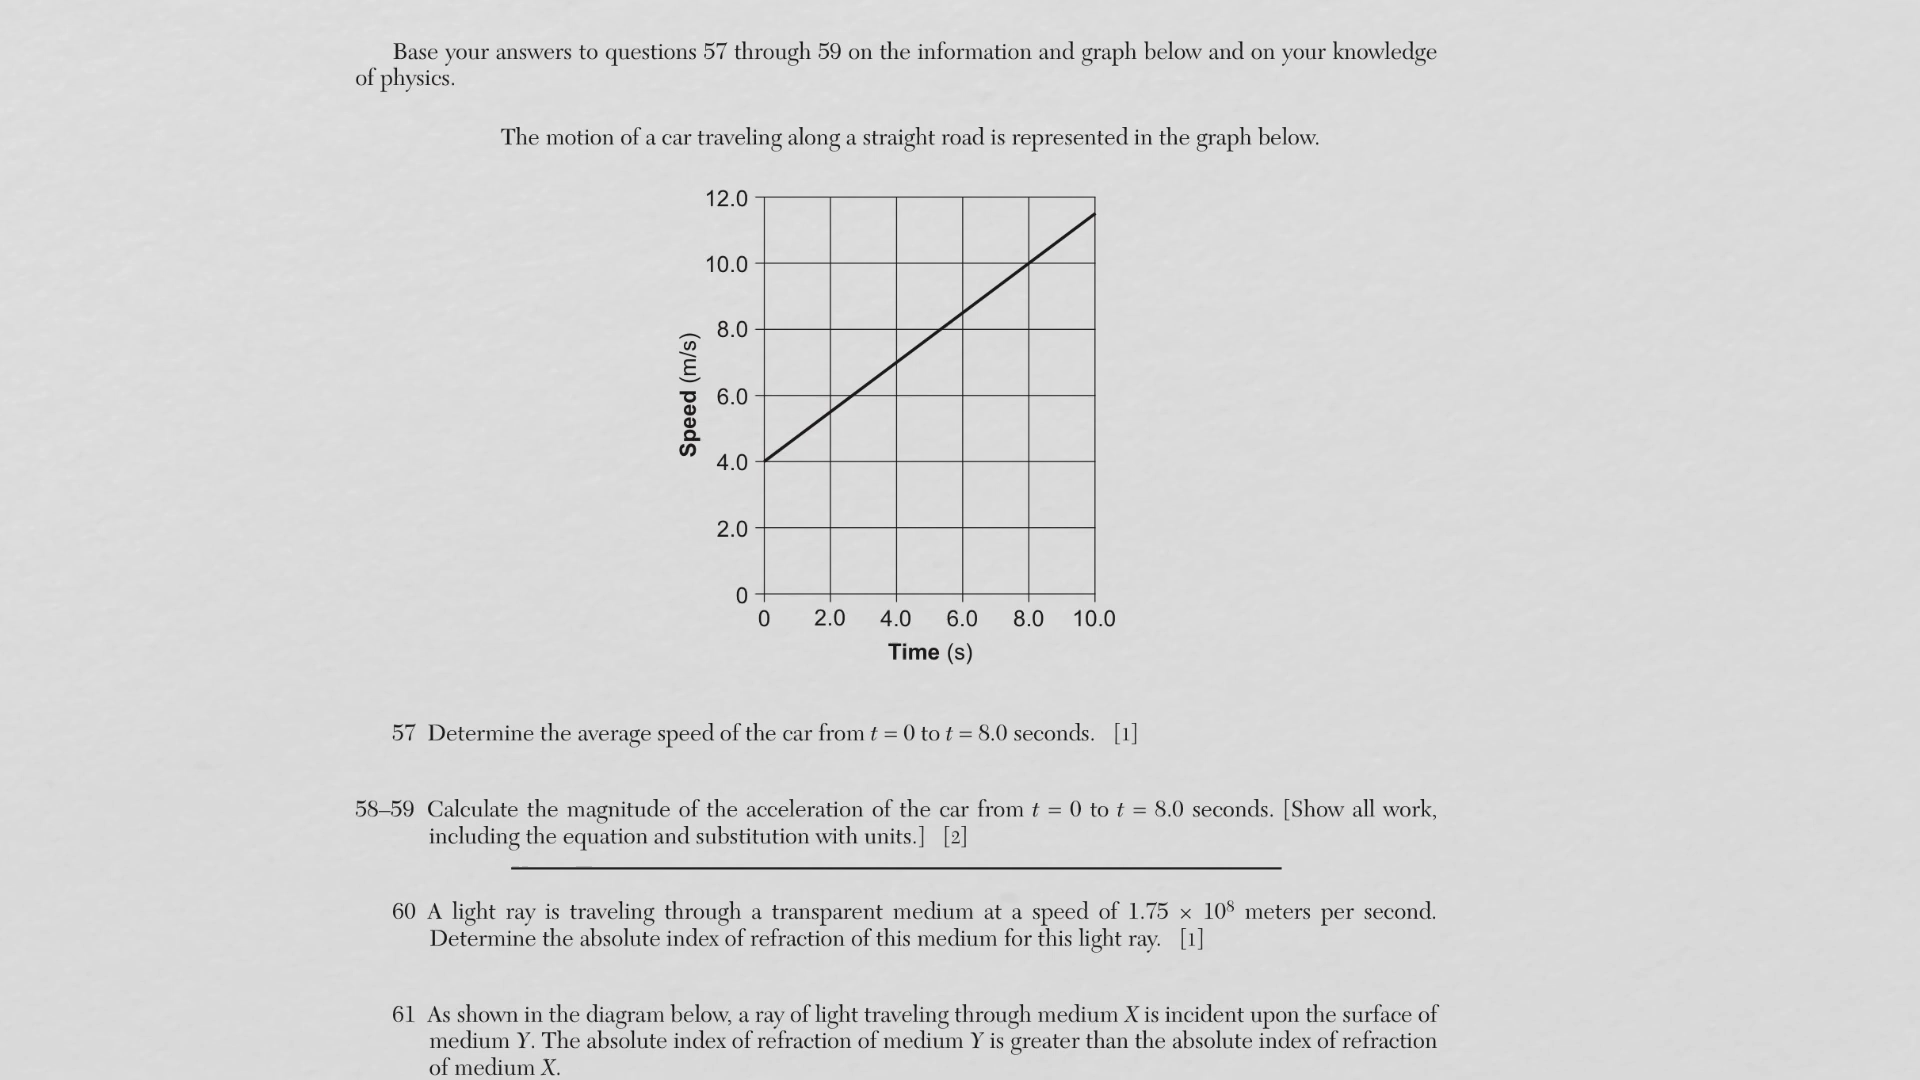 Base your answers to questions 57 through 59 on the information and graph below and on your knowledge
of physics.
The motion of a car traveling along a straight road is represented in the graph below.
12.0
10.0
8.0
6.0
4.0
2.0
0
Speed (m/s)
0 2.0 4.0 6.0 8.0 10.0
Time (s)
57 Determine the average speed of the car from t = 0 to t = 8.0 seconds. [1]
58–59 Calculate the magnitude of the acceleration of the car from t = 0 to t = 8.0 seconds. [Show all work,
including the equation and substitution with units.] [2]
60 A light ray is traveling through a transparent medium at a speed of 1.75 × 10⁸ meters per second.
Determine the absolute index of refraction of this medium for this light ray. [1]
61 As shown in the diagram below, a ray of light traveling through medium X is incident upon the surface of
medium Y. The absolute index of refraction of medium Y is greater than the absolute index of refraction
of medium X.